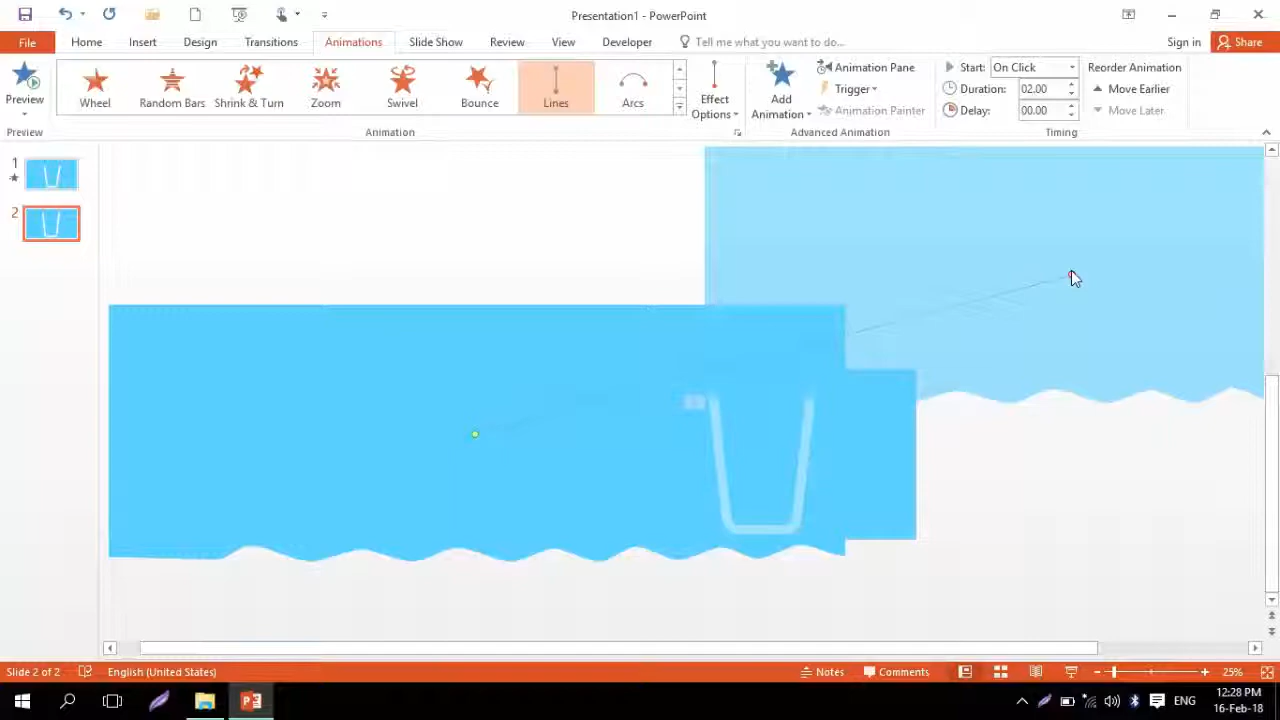 Presentation1 - PowerPoint
File Home Insert Design Transitions Animations Slide Show Review View Developer Tell me what you want to do... Sign in Share
Preview Wheel Random Bars Shrink & Turn Zoom Swivel Bounce Lines Arcs Effect Options Add Animation
Animation Pane
Trigger
Animation Painter
Start: On Click
Duration: 02.00
Delay: 00.00
Reorder Animation
Move Earlier
Move Later
Preview Animation Advanced Animation Timing
1
2
Slide 2 of 2 English (United States) Notes Comments 25%
ENG
12:28 PM
16-Feb-18